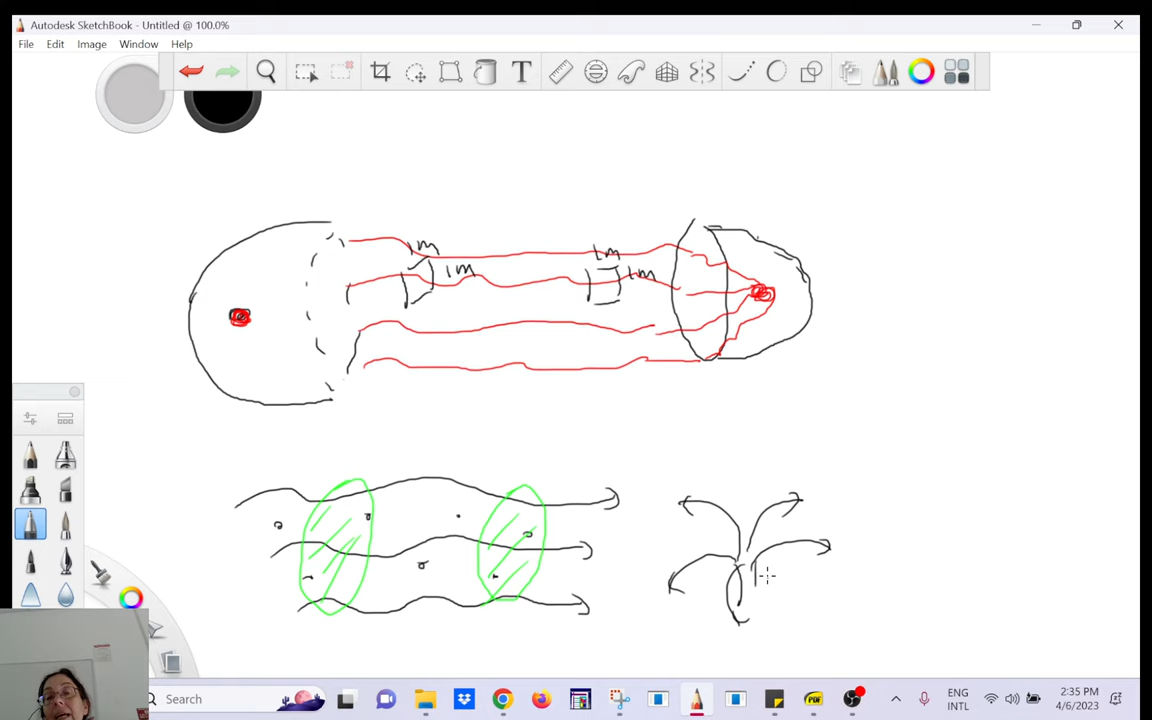 Autodesk SketchBook - Untitled @ 100.0%
File Edit Image Window Help
1m
1m
1m
1m
Search
ENG
INTL
2:35 PM
4/6/2023